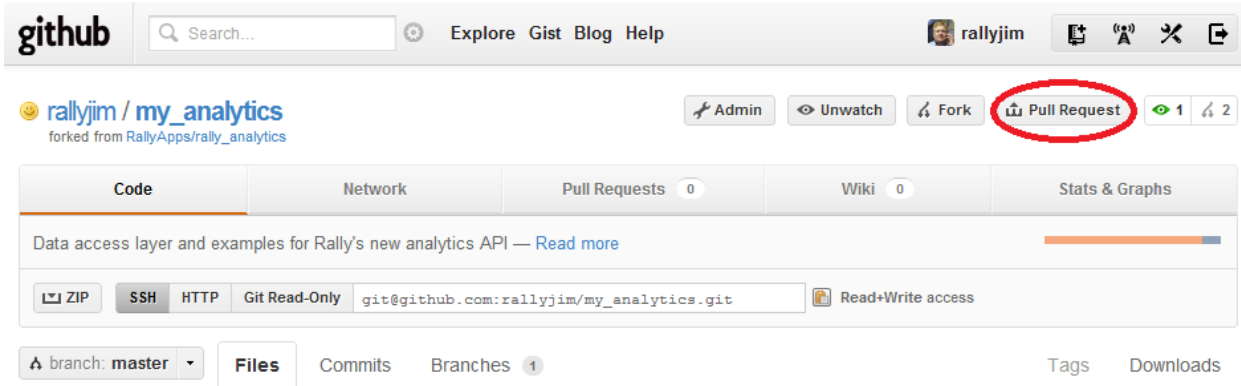 github Search... Explore Gist Blog Help rallyjim
rallyjim / my_analytics Admin Unwatch Fork Pull Request 1 2
forked from RallyApps/rally_analytics
Code Network Pull Requests 0 Wiki 0 Stats & Graphs
Data access layer and examples for Rally's new analytics API — Read more
ZIP SSH HTTP Git Read-Only git@github.com:rallyjim/my_analytics.git Read+Write access
branch: master Files Commits Branches 1 Tags Downloads